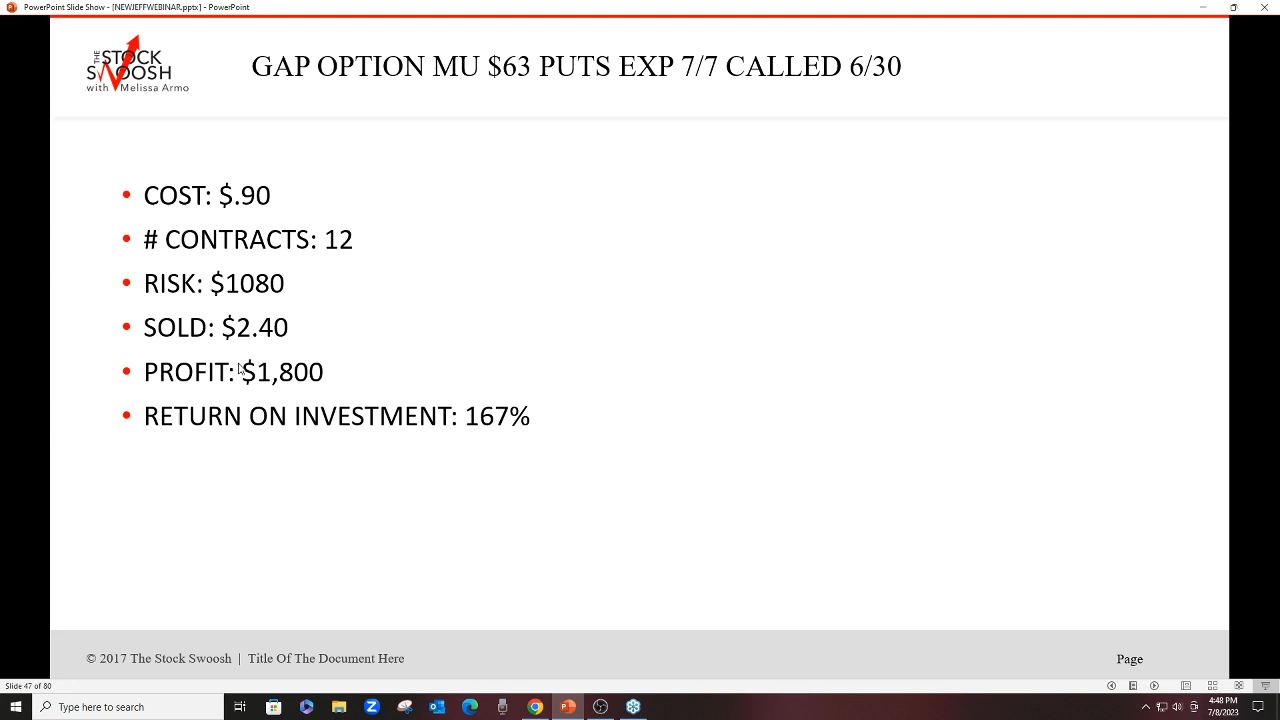 PowerPoint Slide Show - [NEWJEFFWEBINAR.pptx] - PowerPoint
THE STOCK
SWOOSH
with Melissa Armo
GAP OPTION MU $63 PUTS EXP 7/7 CALLED 6/30
• COST: $.90
• # CONTRACTS: 12
• RISK: $1080
• SOLD: $2.40
• PROFIT: $1,800
• RETURN ON INVESTMENT: 167%
© 2017 The Stock Swoosh | Title Of The Document Here
Page
Slide 47 of 80
Type here to search
4:48 PM
7/8/2023